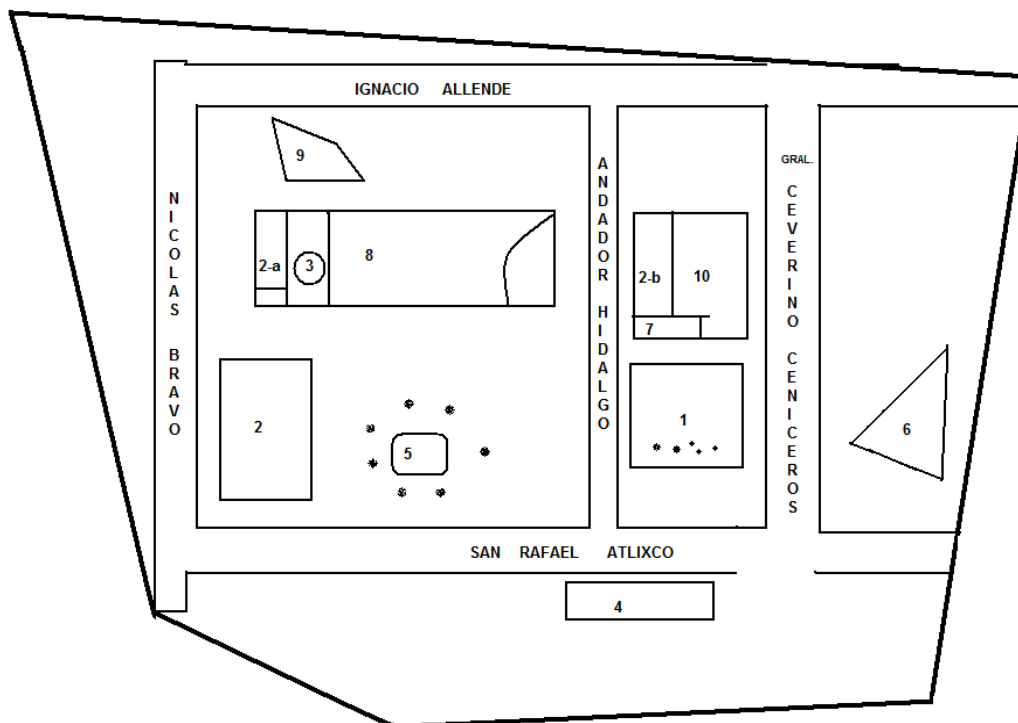 IGNACIO ALLENDE
9
GRAL.
NICOLAS BRAVO
ANDADOR HIDALGO
CEVERINO CENICEROS
2-a
3
8
2-b
10
7
2
5
1
6
SAN RAFAEL ATLIXCO
4